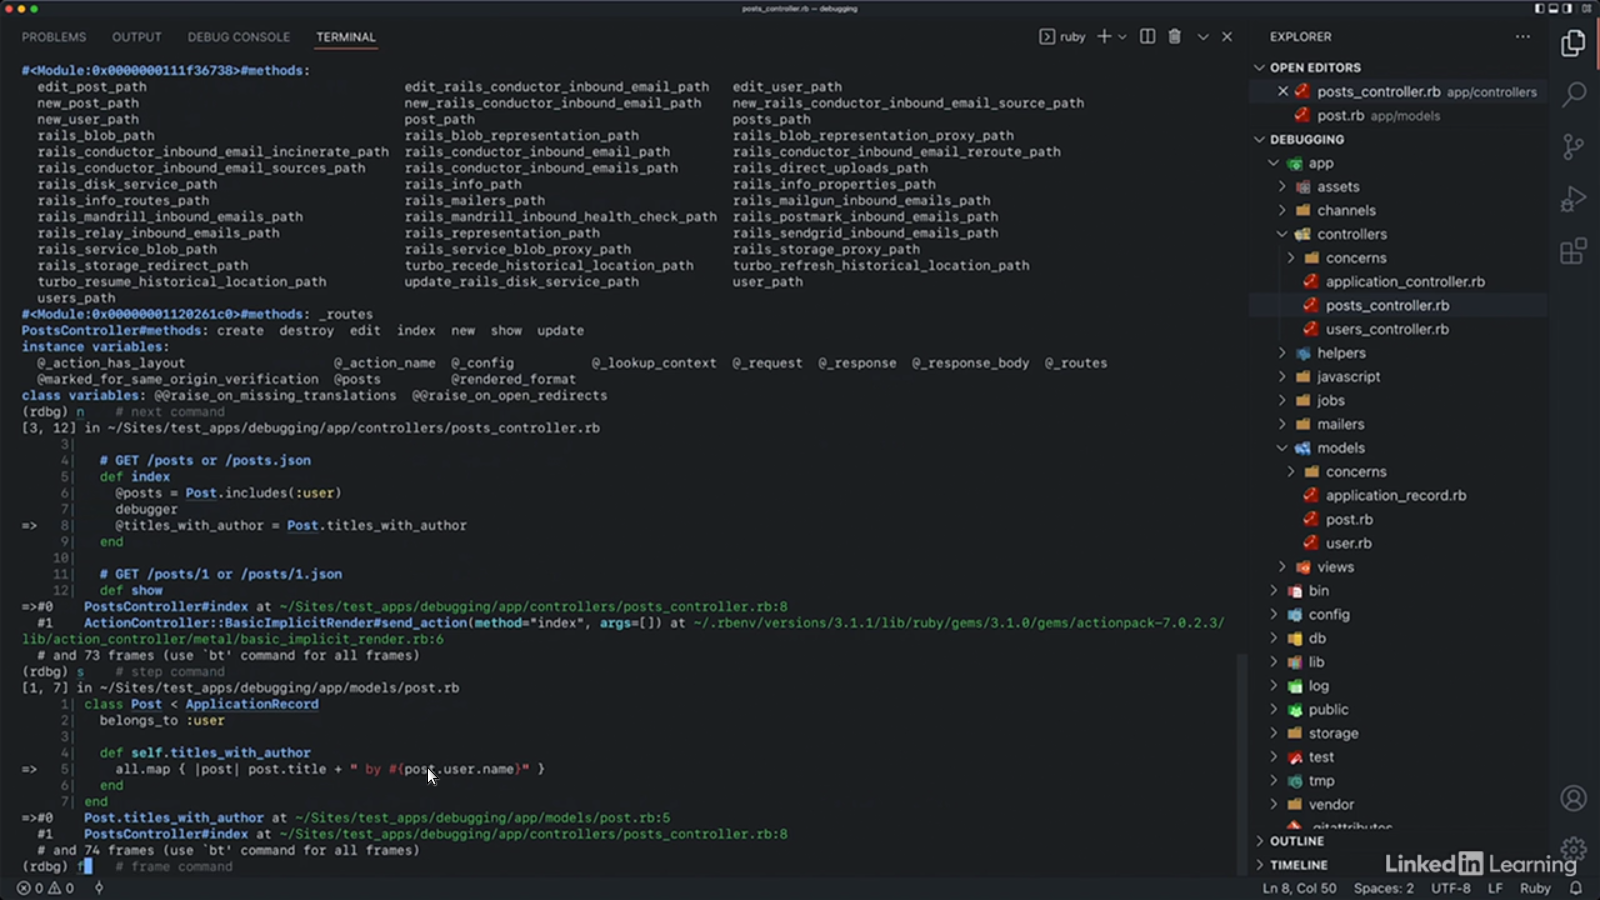 posts_controller.rb — debugging
PROBLEMS OUTPUT DEBUG CONSOLE TERMINAL
ruby
#<Module:0x0000000111f36738>#methods:
edit_post_path edit_rails_conductor_inbound_email_path edit_user_path
new_post_path new_rails_conductor_inbound_email_path new_rails_conductor_inbound_email_source_path
new_user_path post_path posts_path
rails_blob_path rails_blob_representation_path rails_blob_representation_proxy_path
rails_conductor_inbound_email_incinerate_path rails_conductor_inbound_email_path rails_conductor_inbound_email_reroute_path
rails_conductor_inbound_email_sources_path rails_conductor_inbound_emails_path rails_direct_uploads_path
rails_disk_service_path rails_info_path rails_info_properties_path
rails_info_routes_path rails_mailers_path rails_mailgun_inbound_emails_path
rails_mandrill_inbound_emails_path rails_mandrill_inbound_health_check_path rails_postmark_inbound_emails_path
rails_relay_inbound_emails_path rails_representation_path rails_sendgrid_inbound_emails_path
rails_service_blob_path rails_service_blob_proxy_path rails_storage_proxy_path
rails_storage_redirect_path turbo_recede_historical_location_path turbo_refresh_historical_location_path
turbo_resume_historical_location_path update_rails_disk_service_path user_path
users_path
#<Module:0x00000001120261c0>#methods: _routes
PostsController#methods: create destroy edit index new show update
instance variables:
@_action_has_layout @_action_name @_config @_lookup_context @_request @_response @_response_body @_routes
@marked_for_same_origin_verification @posts @rendered_format
class variables: @@raise_on_missing_translations @@raise_on_open_redirects
(rdbg) n # next command
[3, 12] in ~/Sites/test_apps/debugging/app/controllers/posts_controller.rb
3|
4| # GET /posts or /posts.json
5| def index
6| @posts = Post.includes(:user)
7| debugger
=> 8| @titles_with_author = Post.titles_with_author
9| end
10|
11| # GET /posts/1 or /posts/1.json
12| def show
=>#0 PostsController#index at ~/Sites/test_apps/debugging/app/controllers/posts_controller.rb:8
#1 ActionController::BasicImplicitRender#send_action(method="index", args=[]) at ~/.rbenv/versions/3.1.1/lib/ruby/gems/3.1.0/gems/actionpack-7.0.2.3/
lib/action_controller/metal/basic_implicit_render.rb:6
# and 73 frames (use `bt' command for all frames)
(rdbg) s # step command
[1, 7] in ~/Sites/test_apps/debugging/app/models/post.rb
1| class Post < ApplicationRecord
2| belongs_to :user
3|
4| def self.titles_with_author
=> 5| all.map { |post| post.title + " by #{post.user.name}" }
6| end
7| end
=>#0 Post.titles_with_author at ~/Sites/test_apps/debugging/app/models/post.rb:5
#1 PostsController#index at ~/Sites/test_apps/debugging/app/controllers/posts_controller.rb:8
# and 74 frames (use `bt' command for all frames)
(rdbg) f # frame command
0 0
EXPLORER
OPEN EDITORS
posts_controller.rb app/controllers
post.rb app/models
DEBUGGING
app
assets
channels
controllers
concerns
application_controller.rb
posts_controller.rb
users_controller.rb
helpers
javascript
jobs
mailers
models
concerns
application_record.rb
post.rb
user.rb
views
bin
config
db
lib
log
public
storage
test
tmp
vendor
.gitattributes
OUTLINE
TIMELINE
LinkedIn Learning
Ln 8, Col 50 Spaces: 2 UTF-8 LF Ruby